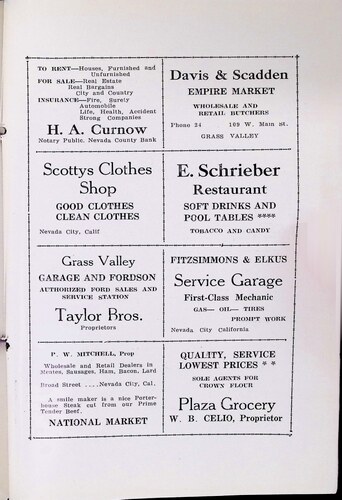 TO RENT—Houses, Furnished and
Unfurnished
FOR SALE—Real Estate
Real Bargains
City and Country
INSURANCE—Fire, Surety
Automobile
Life, Health, Accident
Strong Companies
H. A. Curnow
Notary Public, Nevada County Bank
Davis & Scadden
EMPIRE MARKET
WHOLESALE AND
RETAIL BUTCHERS
Phone 24 109 W. Main st.
GRASS VALLEY
Scottys Clothes
Shop
GOOD CLOTHES
CLEAN CLOTHES
Nevada City, Calif
E. Schrieber
Restaurant
SOFT DRINKS AND
POOL TABLES ****
TOBACCO AND CANDY
Grass Valley
GARAGE AND FORDSON
AUTHORIZED FORD SALES AND
SERVICE STATION
Taylor Bros.
Proprietors
FITZSIMMONS & ELKUS
Service Garage
First-Class Mechanic
GAS— OIL— TIRES
PROMPT WORK
Nevada City California
P. W. MITCHELL, Prop
Wholesale and Retail Dealers in
Meates, Sausages, Ham, Bacon, Lard
Broad Street ....Nevada City, Cal.
A smile maker is a nice Porter-
house Steak cut from our Prime
Tender Beef.
NATIONAL MARKET
QUALITY, SERVICE
LOWEST PRICES * *
SOLE AGENTS FOR
CROWN FLOUR
Plaza Grocery
W. B. CELIO, Proprietor